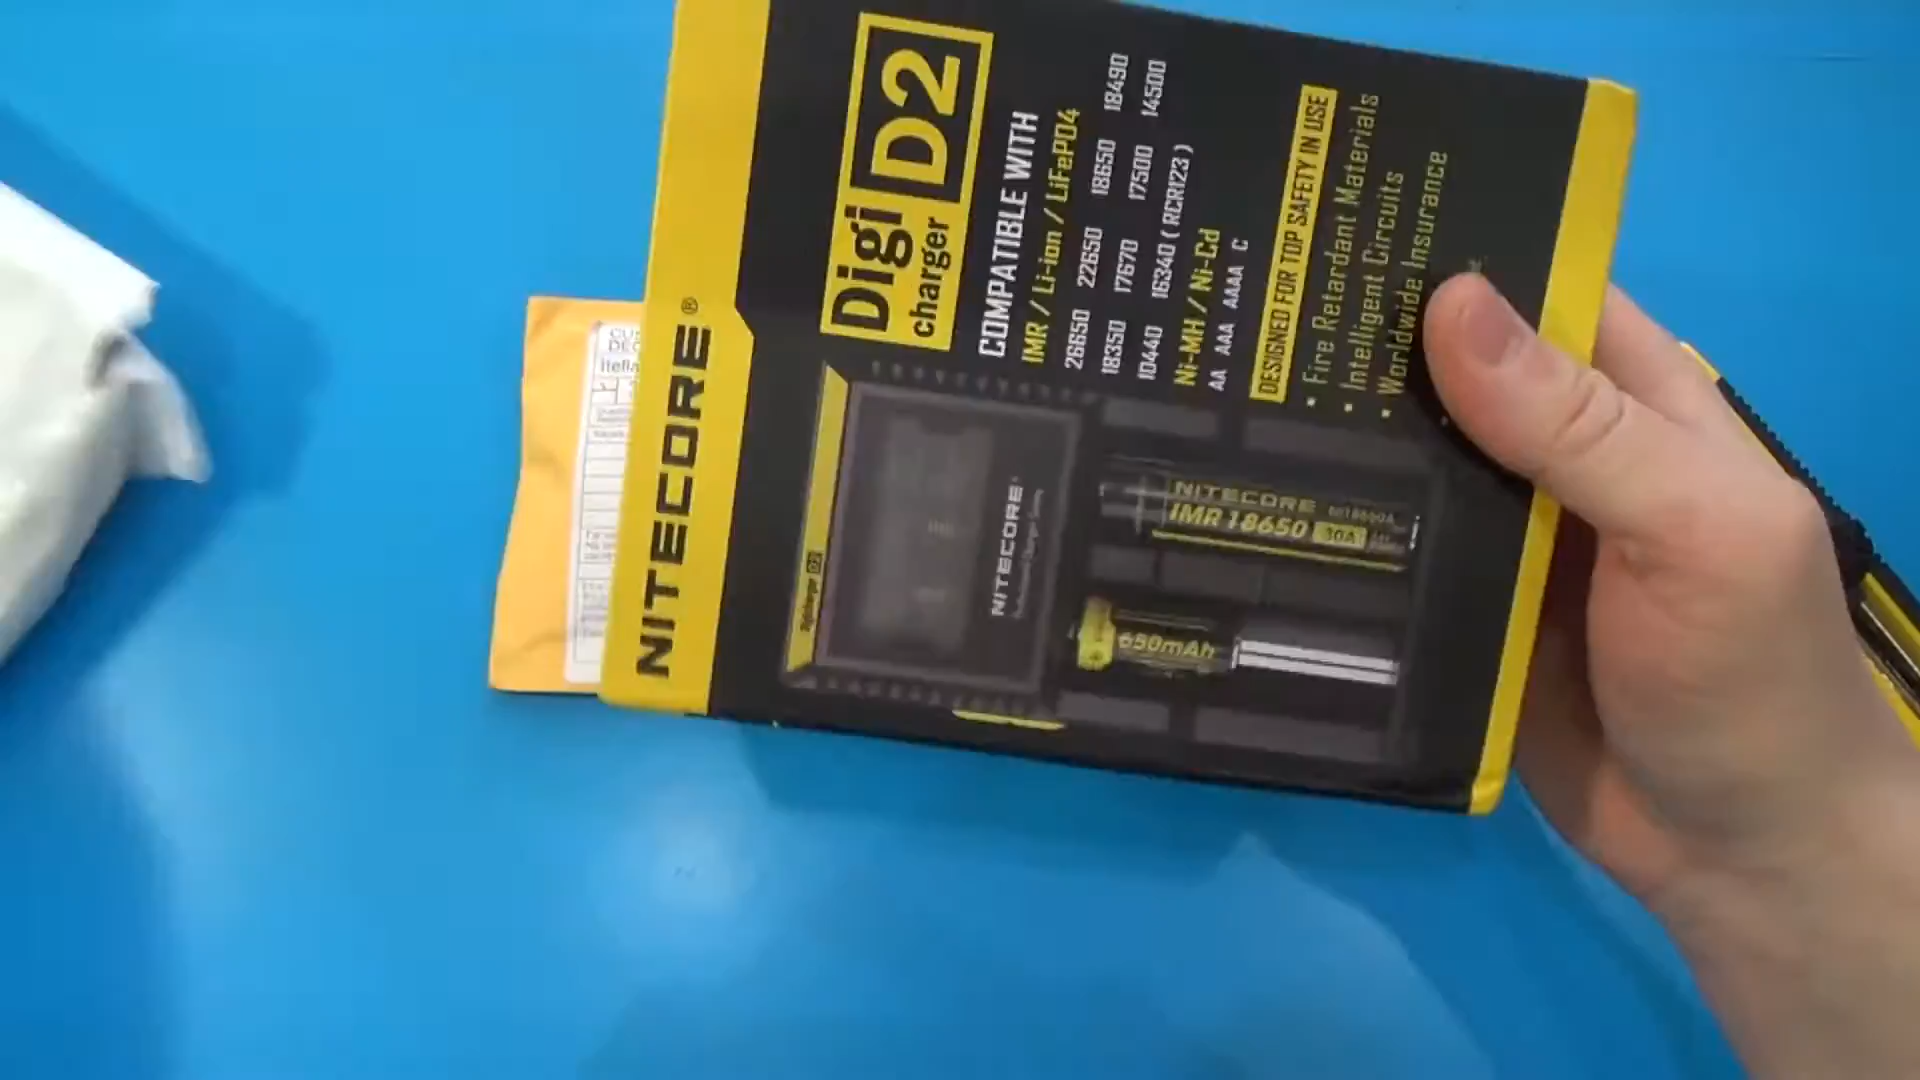 NITECORE®
Digi
charger
D2
COMPATIBLE WITH
IMR / Li-ion / LiFePO4
26650 22650 18650 18490
18350 17670 17500 14500
10440 16340 ( RCR123 )
Ni-MH / Ni-Cd
AA AAA AAAA C
DESIGNED FOR TOP SAFETY IN USE
• Fire Retardant Materials
• Intelligent Circuits
• Worldwide Insurance
Digicharger D2
NITECORE
NITECORE
IMR 18650 30A
650mAh